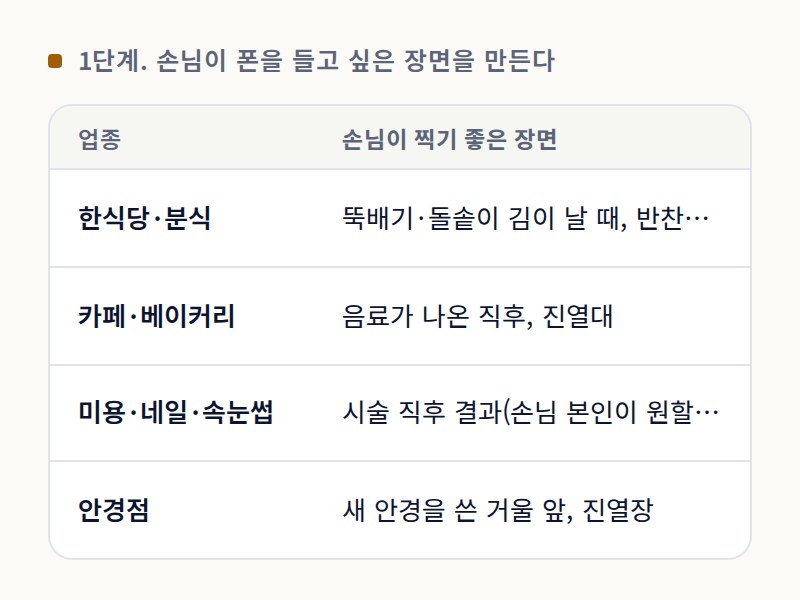 1단계. 손님이 폰을 들고 싶은 장면을 만든다
업종 손님이 찍기 좋은 장면
한식당·분식 뚝배기·돌솥이 김이 날 때, 반찬…
카페·베이커리 음료가 나온 직후, 진열대
미용·네일·속눈썹 시술 직후 결과(손님 본인이 원할…
안경점 새 안경을 쓴 거울 앞, 진열장